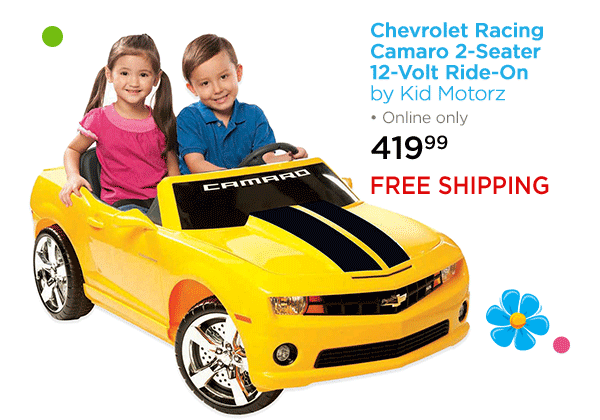 Chevrolet Racing
Camaro 2-Seater
12-Volt Ride-On
by Kid Motorz
• Online only
419⁹⁹
FREE SHIPPING
CAMARO